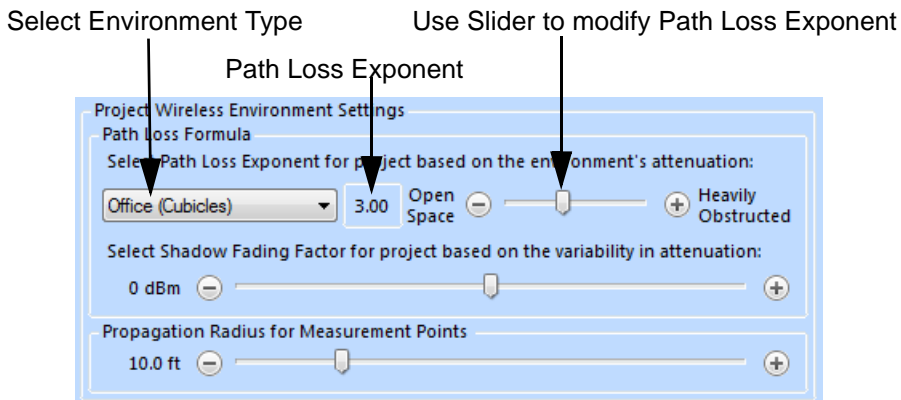 Select Environment Type
Use Slider to modify Path Loss Exponent
Path Loss Exponent
Project Wireless Environment Settings
Path Loss Formula
Select Path Loss Exponent for project based on the environment's attenuation:
Office (Cubicles)
3.00
Open
Space
Heavily
Obstructed
Select Shadow Fading Factor for project based on the variability in attenuation:
0 dBm
Propagation Radius for Measurement Points
10.0 ft